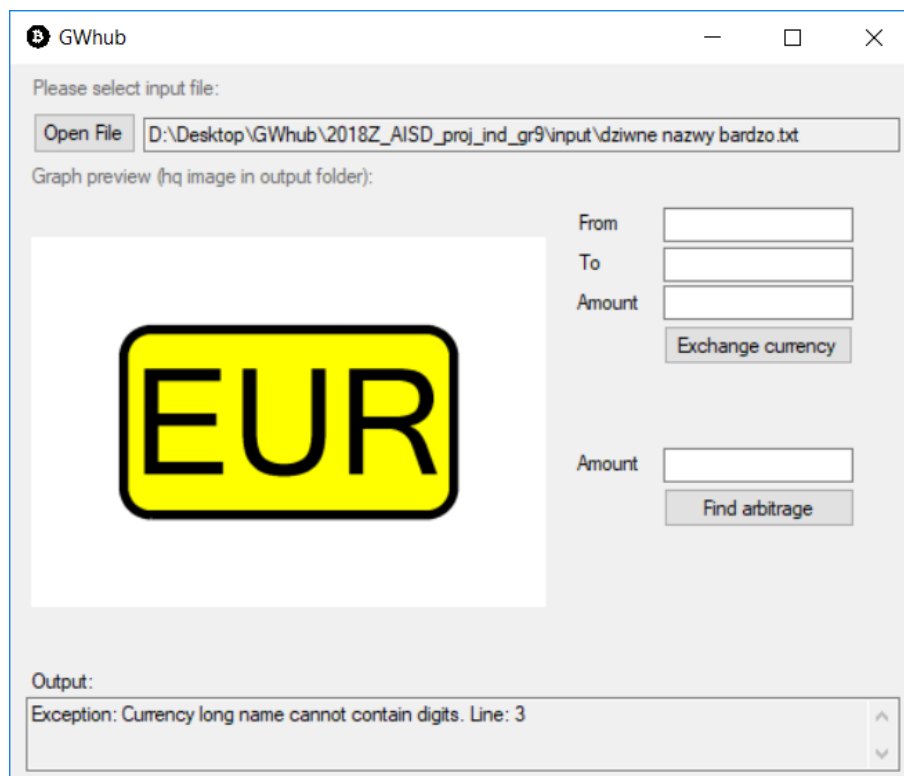 GWhub
Please select input file:
Open File D:\Desktop\GWhub\2018Z_AISD_proj_ind_gr9\input\dziwne nazwy bardzo.txt
Graph preview (hq image in output folder):
From
To
Amount
Exchange currency
EUR
Amount
Find arbitrage
Output:
Exception: Currency long name cannot contain digits. Line: 3